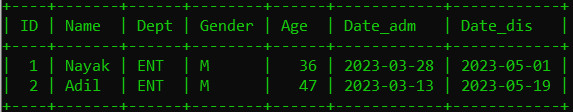 +----+-------+------+--------+-----+------------+------------+
| ID | Name  | Dept | Gender | Age  | Date_adm   | Date_dis   |
+----+-------+------+--------+-----+------------+------------+
|  1 | Nayak | ENT  | M      |   36 | 2023-03-28 | 2023-05-01 |
|  2 | Adil  | ENT  | M      |   47 | 2023-03-13 | 2023-05-19 |
+----+-------+------+--------+-----+------------+------------+